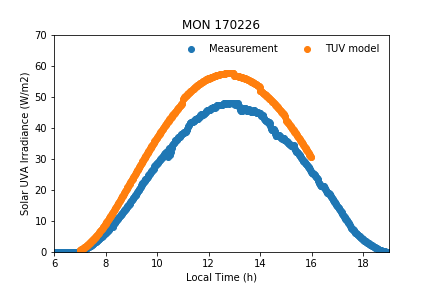 MON 170226
Measurement TUV model
Solar UVA Irradiance (W/m2)
70
60
50
40
30
20
10
0
6 8 10 12 14 16 18
Local Time (h)